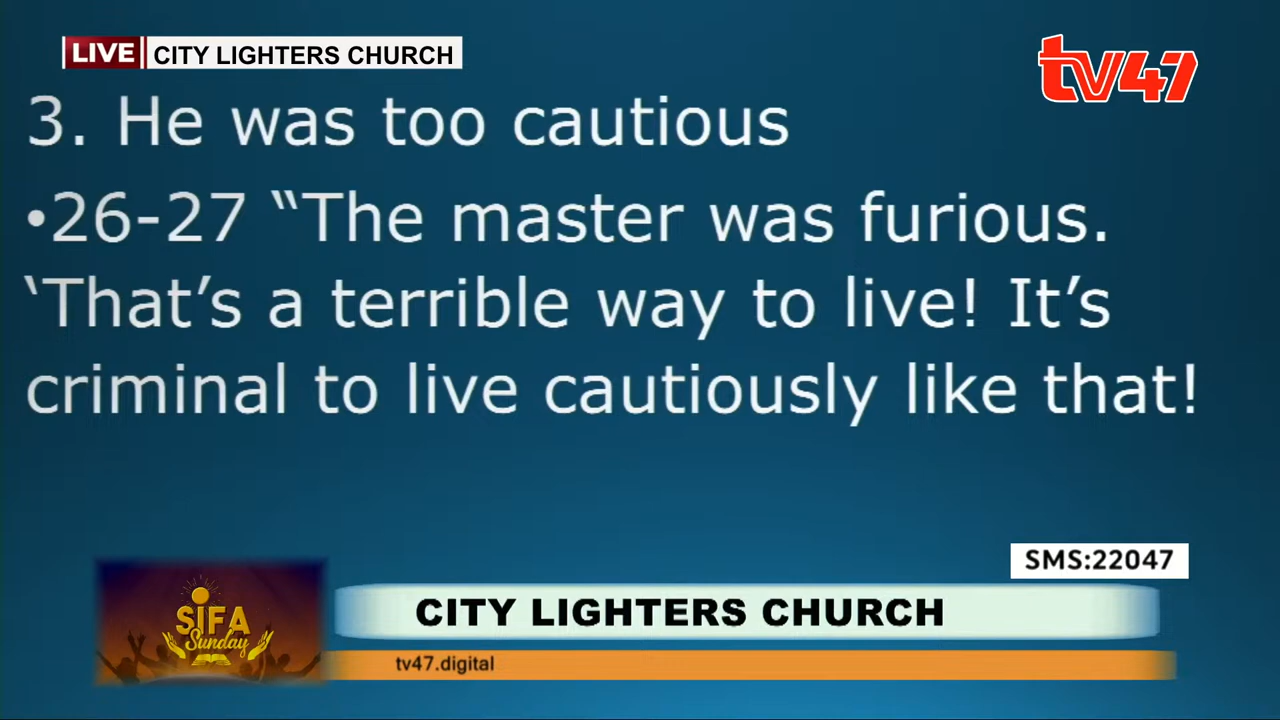 LIVE CITY LIGHTERS CHURCH
tv47
3. He was too cautious
•26-27 “The master was furious.
‘That’s a terrible way to live! It’s
criminal to live cautiously like that!
SMS:22047
SIFA
Sunday
CITY LIGHTERS CHURCH
tv47.digital